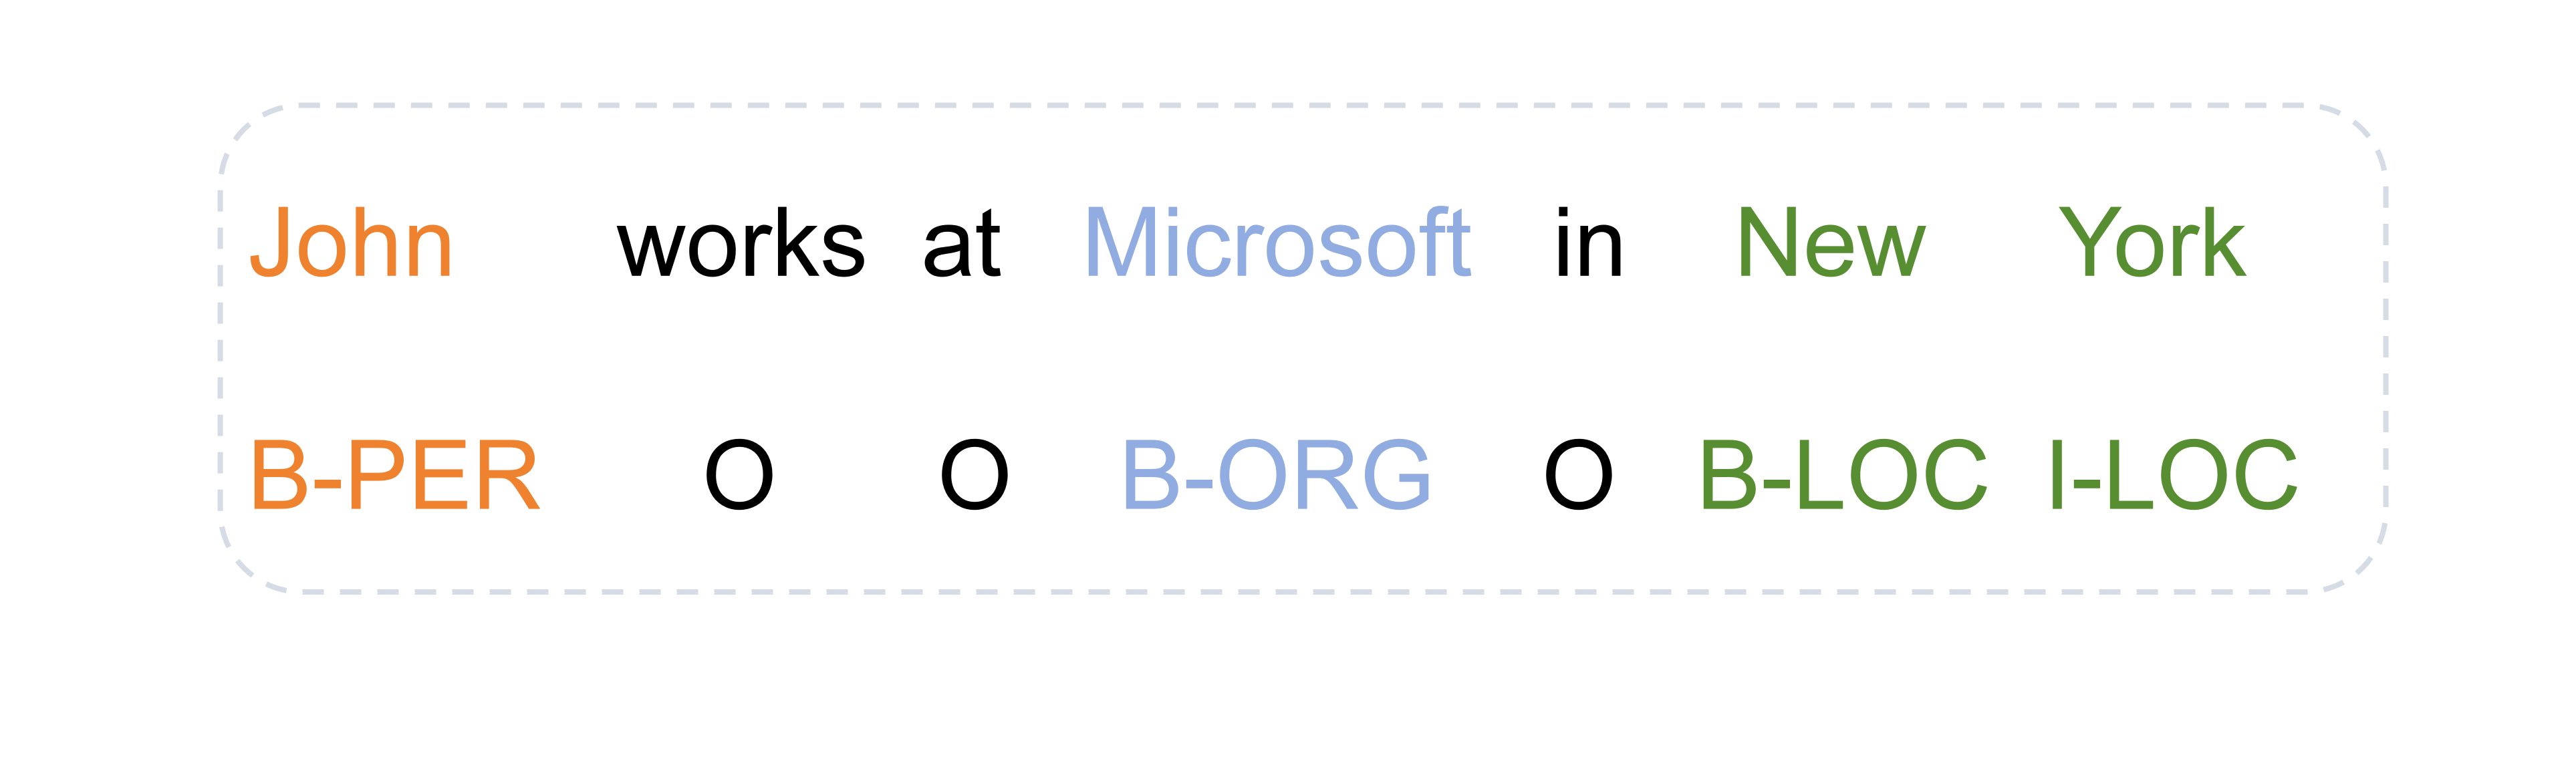 John works at Microsoft in New York
B-PER O O B-ORG O B-LOC I-LOC